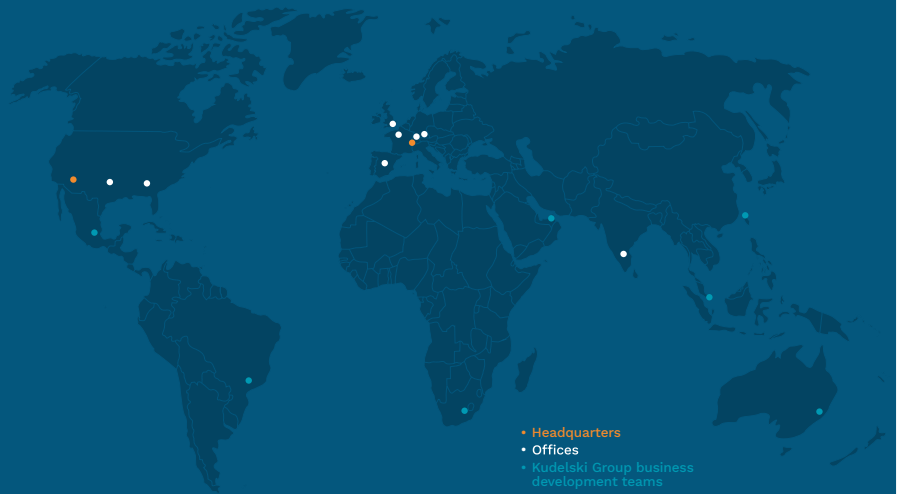 • Headquarters
• Offices
• Kudelski Group business
development teams